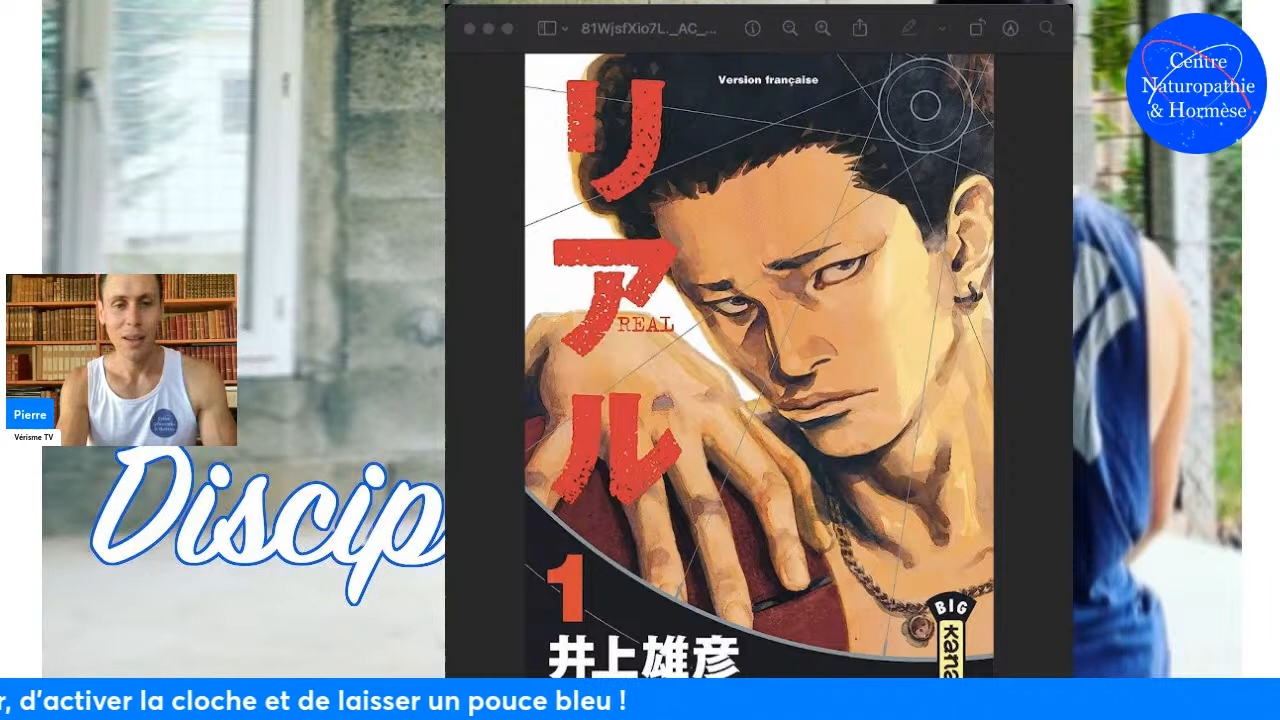 81WjsfXio7L._AC_...
Centre
Naturopathie
& Hormèse
Version française
リアル
REAL
Pierre
Vérisme TV
Discip
1
井上雄彦
BIG
kana
r, d'activer la cloche et de laisser un pouce bleu !